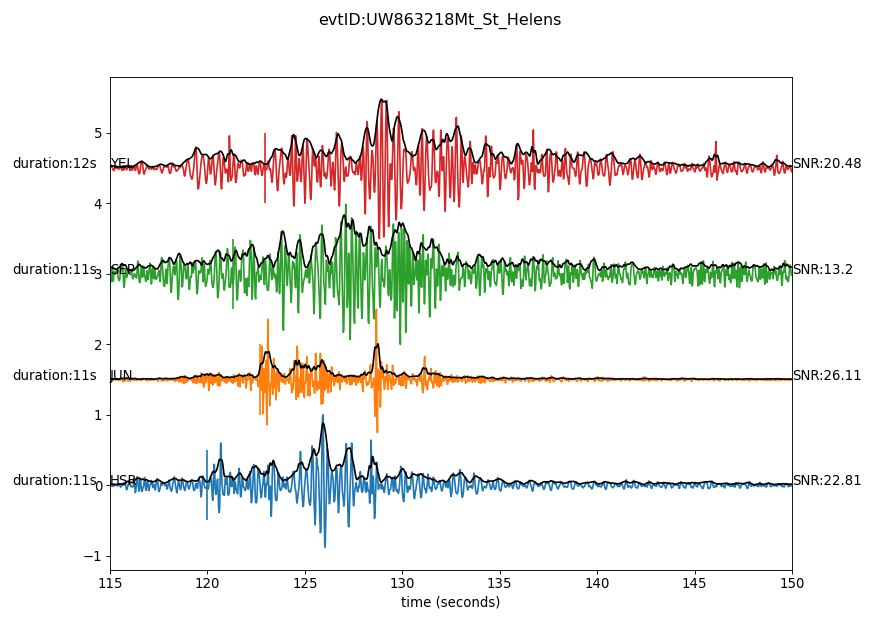 evtID:UW863218Mt_St_Helens
5
duration:12s YEL SNR:20.48
4
duration:11s 3 SEP SNR:13.2
2
duration:11s JUN SNR:26.11
1
duration:11s 0 HSR SNR:22.81
−1
115 120 125 130 135 140 145 150
time (seconds)